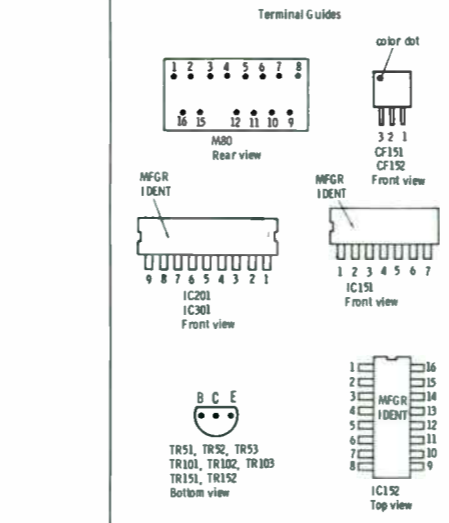 Terminal Guides
color dot
1 2 3 4 5 6 7 8
16 15 12 11 10 9
M80
Rear view
3 2 1
CF151
CF152
Front view
MFGR
IDENT
9 8 7 6 5 4 3 2 1
IC201
IC301
Front view
MFGR
IDENT
1 2 3 4 5 6 7
IC151
Front view
B C E
TR51, TR52, TR53
TR101, TR102, TR103
TR151, TR152
Bottom view
1 16
2 15
3 14
4 13
5 12
6 11
7 10
8 9
MFGR
IDENT
IC152
Top view